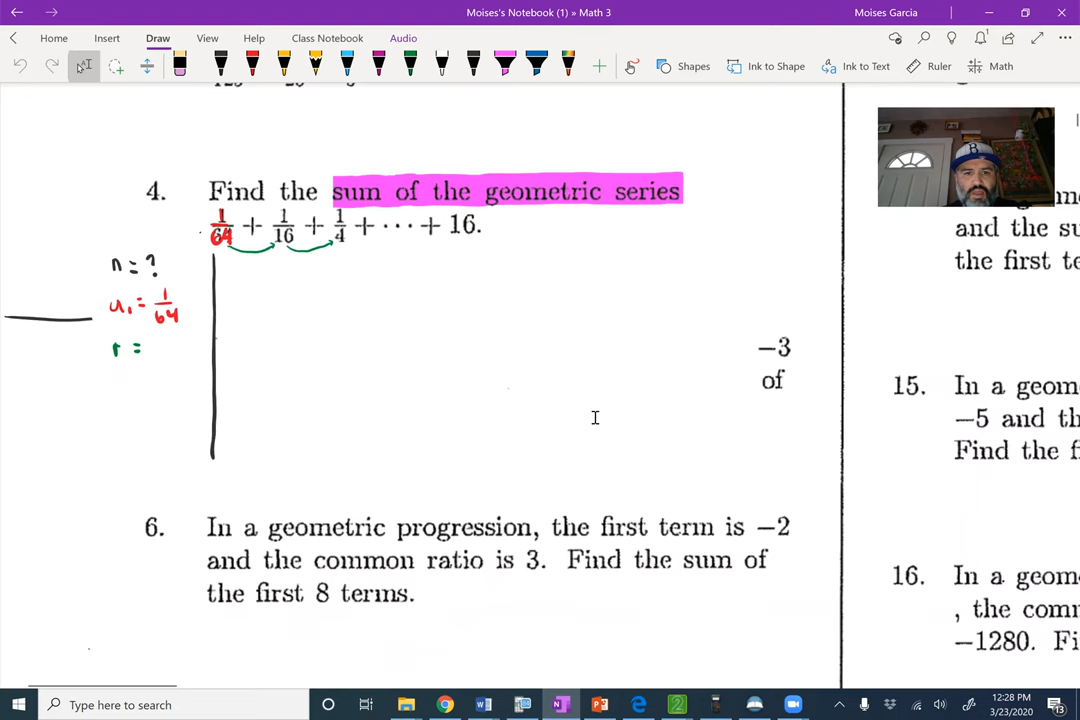 Moises's Notebook (1) » Math 3
Moises Garcia
Home Insert Draw View Help Class Notebook Audio
Shapes Ink to Shape Ink to Text Ruler Math
4. Find the sum of the geometric series
1/64 + 1/16 + 1/4 + ··· + 16.
n = ?
u₁ = 1/64
r =
−3
of
6. In a geometric progression, the first term is −2
and the common ratio is 3. Find the sum of
the first 8 terms.
and the su
the first te
15. In a geom
−5 and th
Find the fi
16. In a geom
, the com
−1280. Fi
Type here to search
12:28 PM
3/23/2020
13